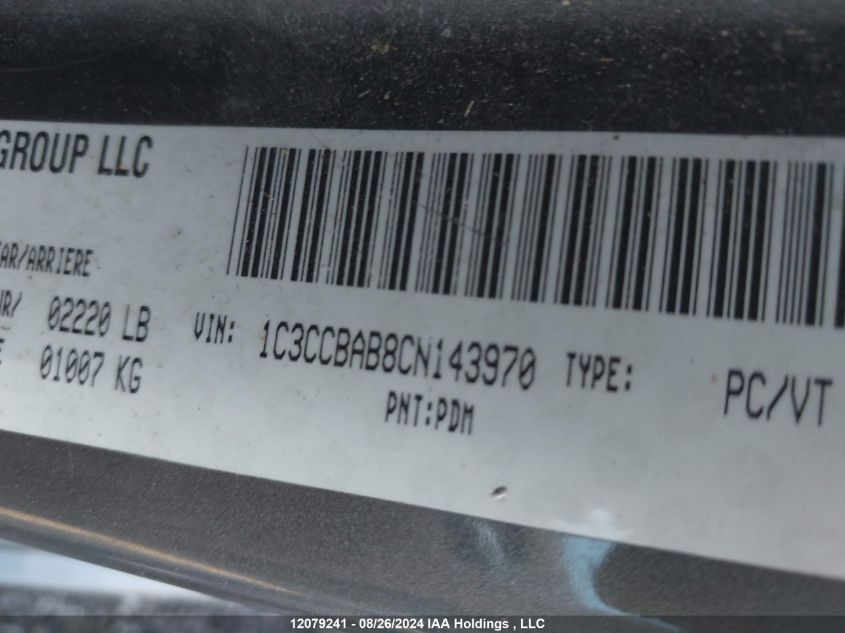 GROUP LLC
AR/ARRIERE
WR/ 02220 LB VIN: 1C3CCBAB8CN143970 TYPE: PC/VT
E 01007 KG PNT:PDM
12079241 - 08/26/2024 IAA Holdings , LLC